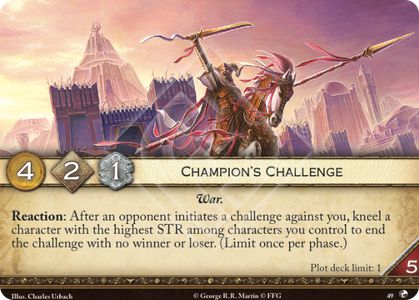 4 2 1 CHAMPION'S CHALLENGE
War.
Reaction: After an opponent initiates a challenge against you, kneel a
character with the highest STR among characters you control to end
the challenge with no winner or loser. (Limit once per phase.)
Plot deck limit: 1
5
Illus. Charles Urbach © George R.R. Martin © FFG 49